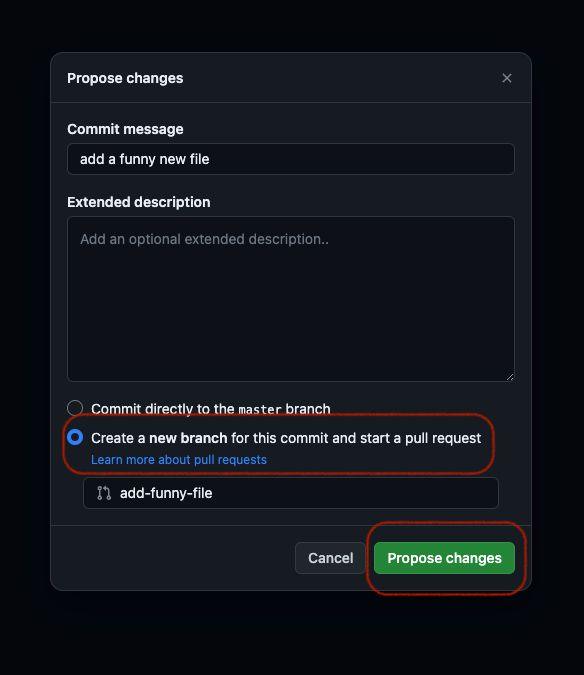 Propose changes
Commit message
add a funny new file
Extended description
Add an optional extended description..
Commit directly to the master branch
Create a new branch for this commit and start a pull request
Learn more about pull requests
add-funny-file
Cancel
Propose changes